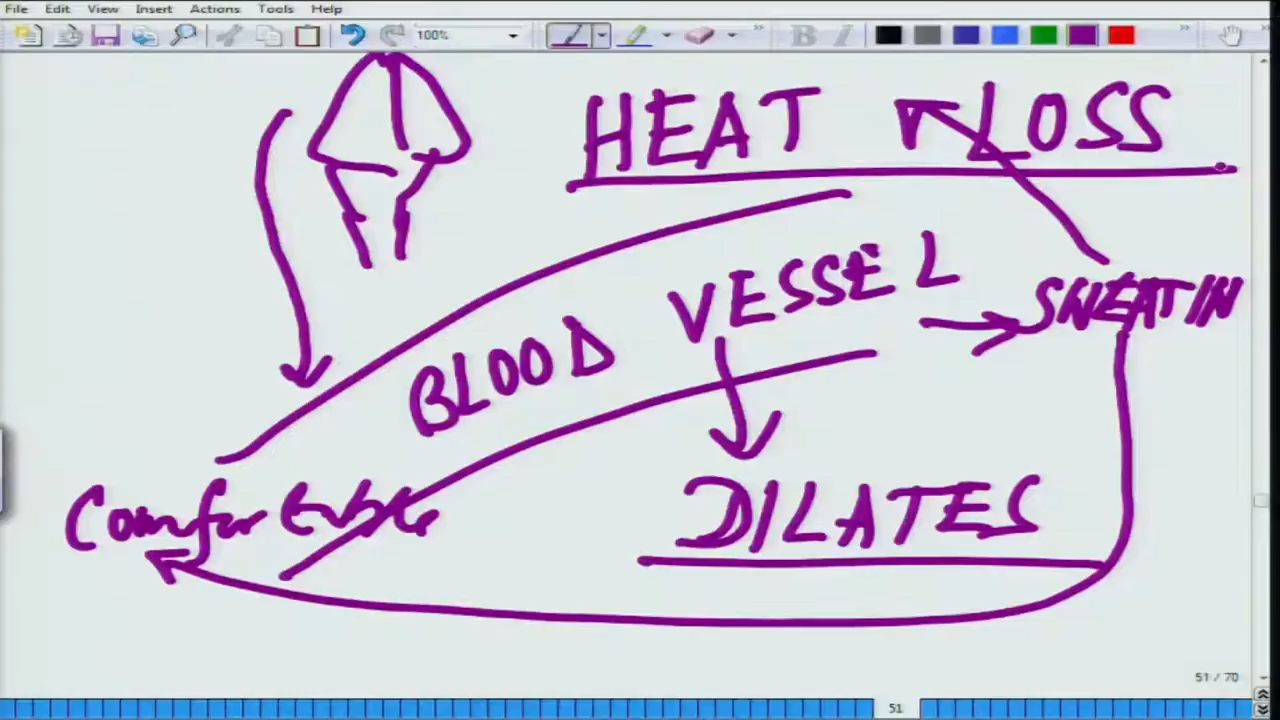 File Edit View Insert Actions Tools Help
100%
HEAT LOSS
BLOOD VESSEL
SWEATIN
Comfortable
DILATES
51 / 70
51